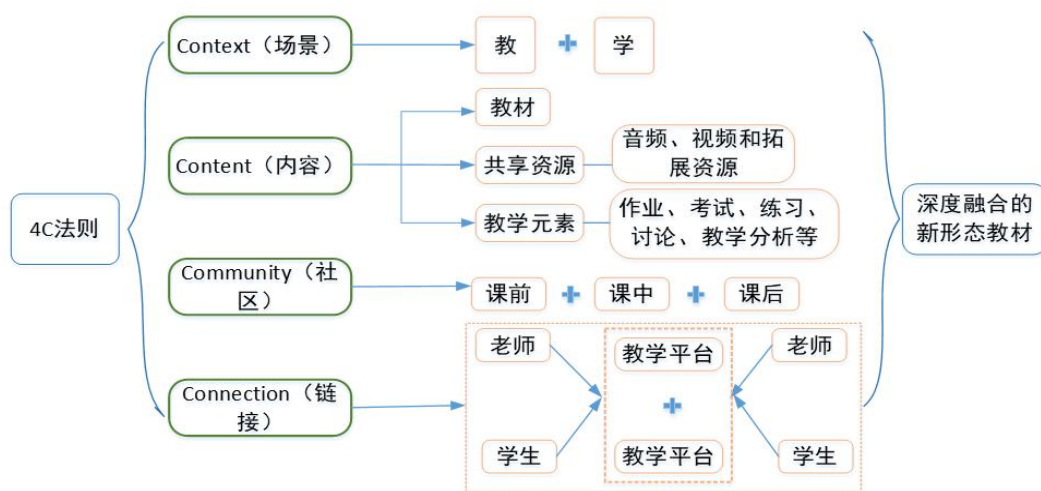 4C法则
Context（场景）
教
学
Content（内容）
教材
共享资源
音频、视频和拓
展资源
教学元素
作业、考试、练习、
讨论、教学分析等
Community（社
区）
课前
课中
课后
Connection（链
接）
老师
学生
教学平台
教学平台
老师
学生
深度融合的
新形态教材